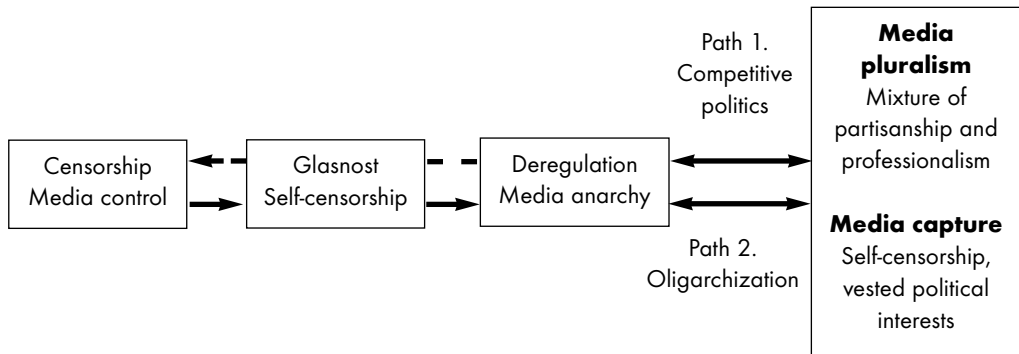 Censorship
Media control
Glasnost
Self-censorship
Deregulation
Media anarchy
Path 1.
Competitive
politics
Path 2.
Oligarchization
Media
pluralism
Mixture of
partisanship and
professionalism
Media capture
Self-censorship,
vested political
interests